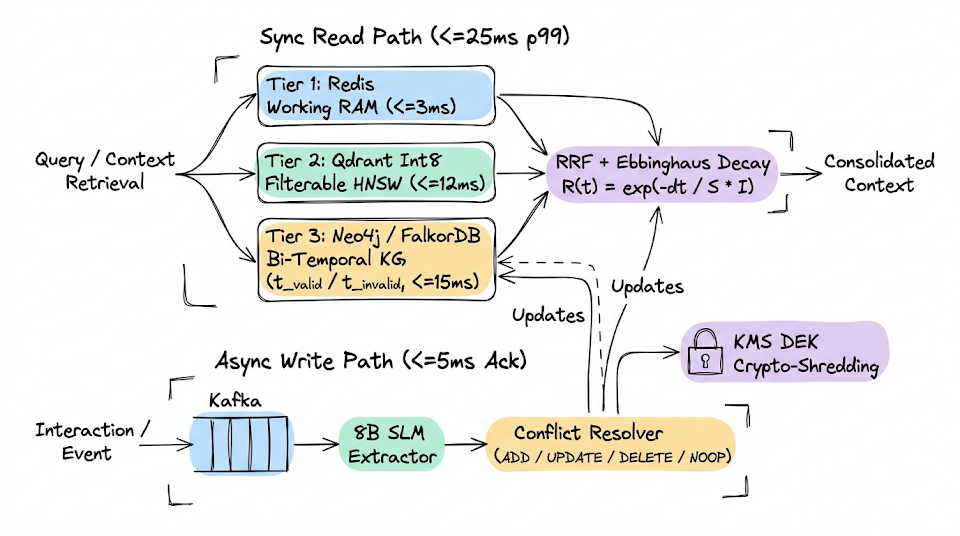 Sync Read Path (<=25ms p99)
Tier 1: Redis
Working RAM (<=3ms)
Query / Context
Retrieval
Tier 2: Qdrant Int8
Filterable HNSW (<=12ms)
RRF + Ebbinghaus Decay
R(t) = exp(-dt / S * I)
Consolidated
Context
Tier 3: Neo4j / FalkorDB
Bi-Temporal KG
(t_valid / t_invalid, <=15ms)
Updates
Updates
KMS DEK
Crypto-Shredding
Async Write Path (<=5ms Ack)
Kafka
Interaction /
Event
8B SLM
Extractor
Conflict Resolver
(ADD / UPDATE / DELETE / NOOP)